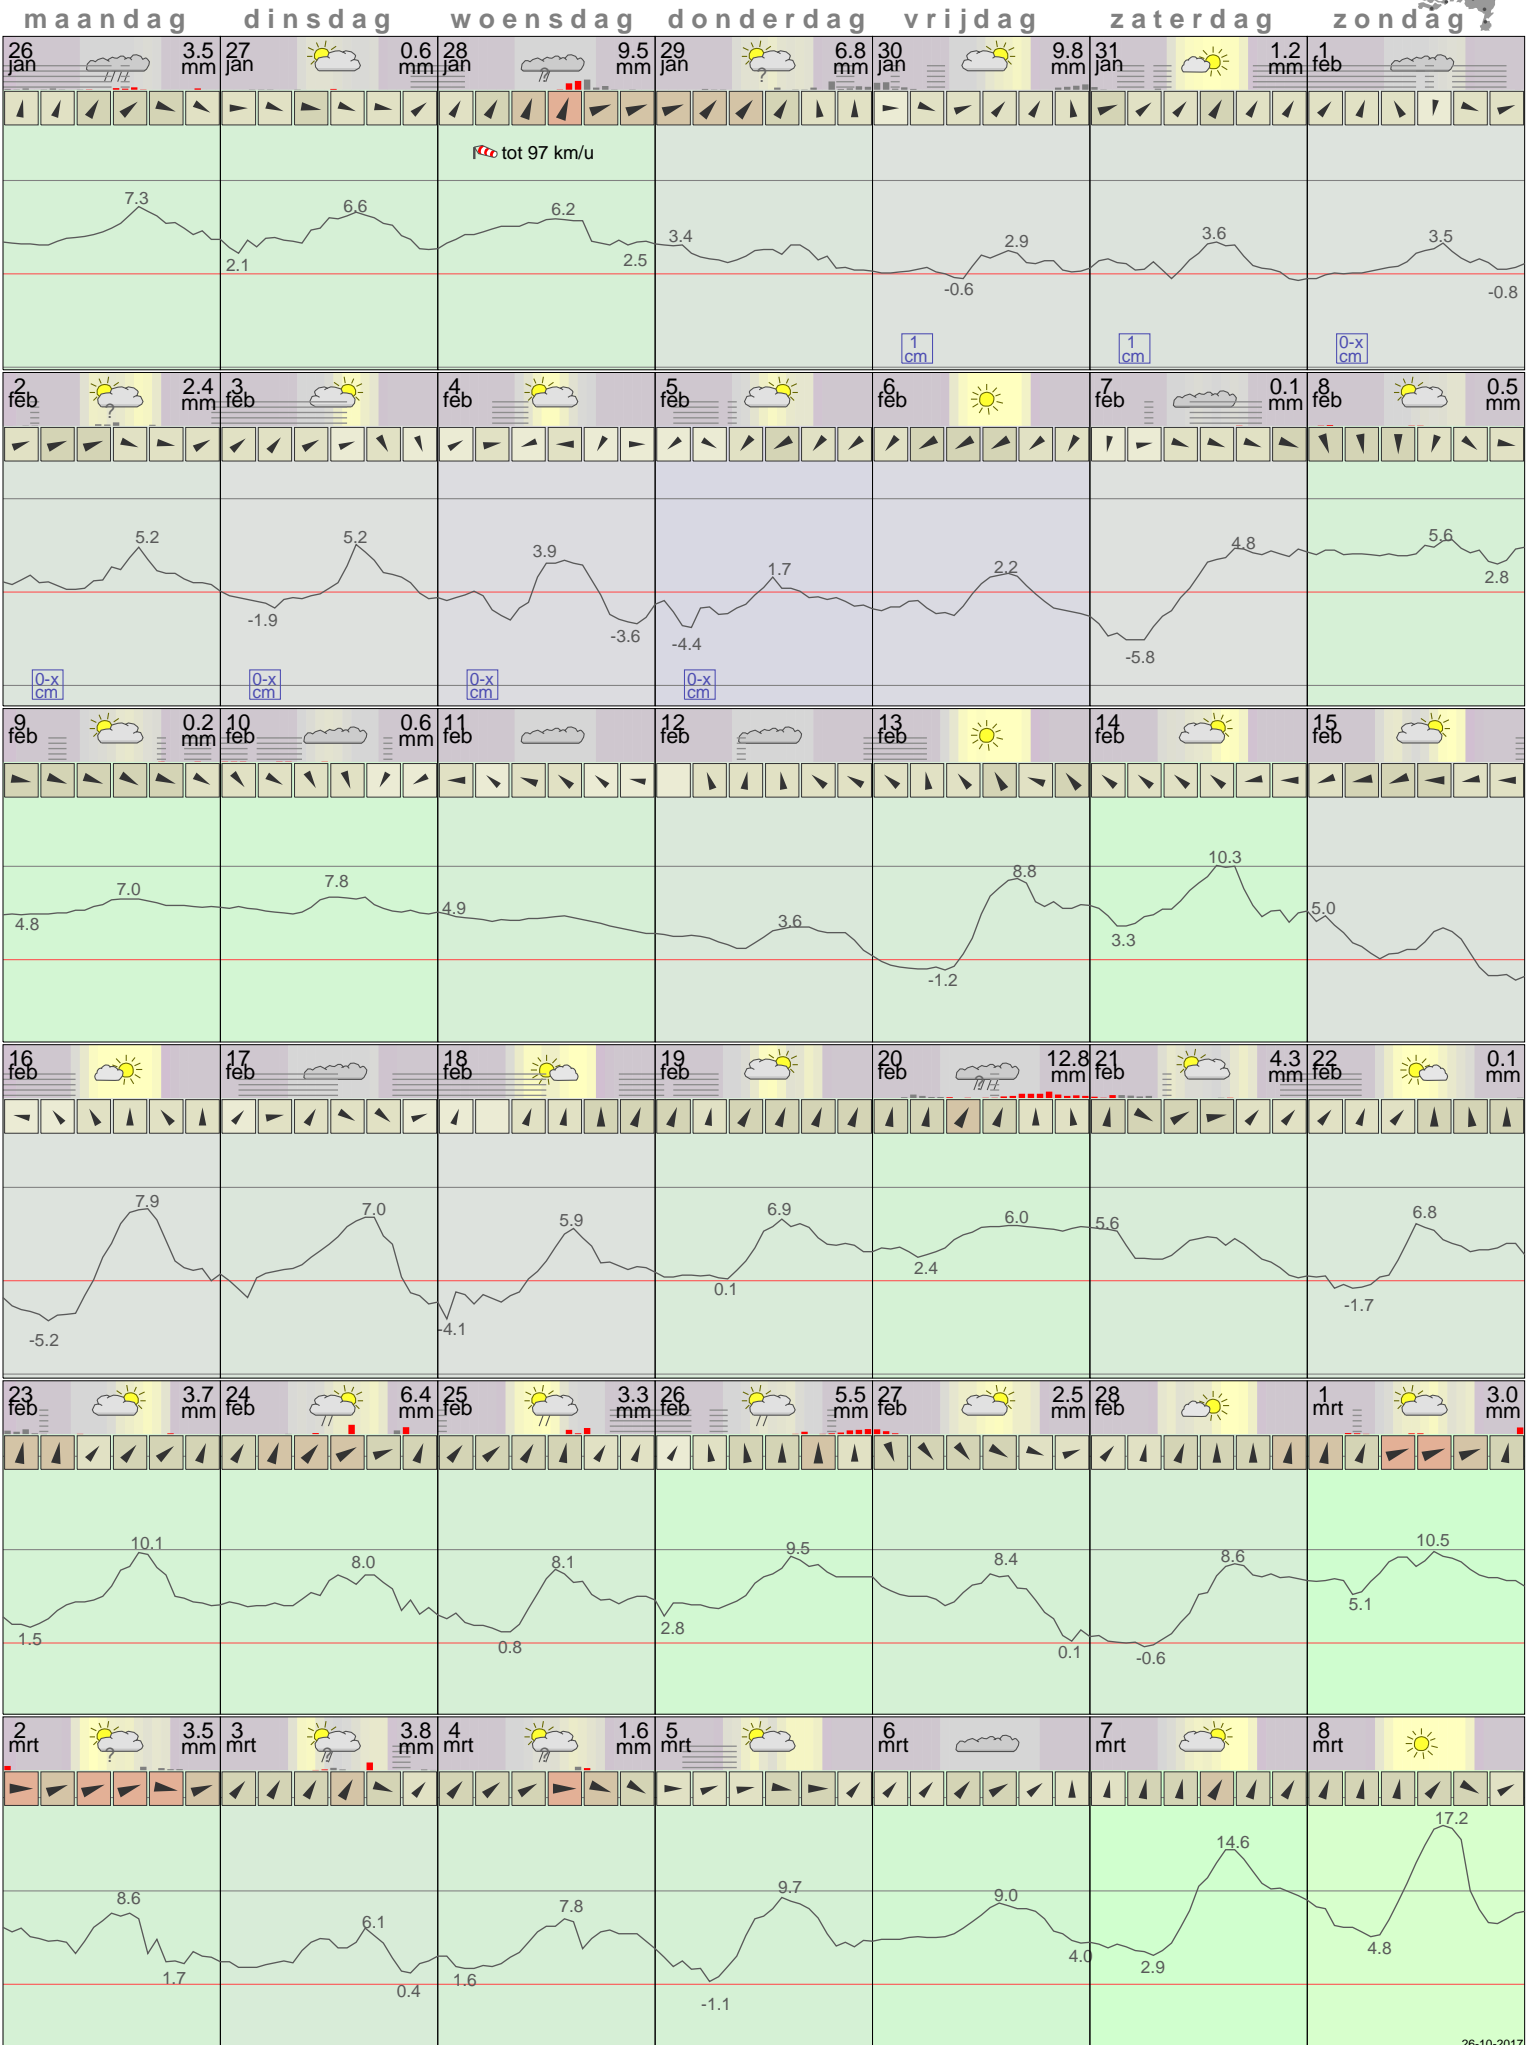 maandag dinsdag woensdag donderdag vrijdag zaterdag zondag
26 jan 3.5 mm 27 jan 0.6 mm 28 jan 9.5 mm 29 jan 6.8 mm 30 jan 9.8 mm 31 jan 1.2 mm 1 feb
tot 97 km/u
7.3 6.6 6.2 3.4 2.9 3.6 3.5
2.1 2.5 -0.6 -0.8
1 cm 1 cm 0-x cm
2 feb 2.4 mm 3 feb 4 feb 5 feb 6 feb 7 feb 0.1 mm 8 feb 0.5 mm
?
5.2 5.2 3.9 1.7 2.2 4.8 5.6
-1.9 -3.6 -4.4 -5.8 2.8
0-x cm 0-x cm 0-x cm 0-x cm
9 feb 0.2 mm 10 feb 0.6 mm 11 feb 12 feb 13 feb 14 feb 15 feb
7.0 7.8 4.9 3.6 8.8 10.3 5.0
4.8 -1.2 3.3
16 feb 17 feb 18 feb 19 feb 20 feb 12.8 mm 21 feb 4.3 mm 22 feb 0.1 mm
7.9 7.0 5.9 6.9 6.0 5.6 6.8
-5.2 -4.1 0.1 2.4 -1.7
23 feb 3.7 mm 24 feb 6.4 mm 25 feb 3.3 mm 26 feb 5.5 mm 27 feb 2.5 mm 28 feb 1 mrt 3.0 mm
10.1 8.0 8.1 9.5 8.4 8.6 10.5
1.5 0.8 2.8 0.1 -0.6 5.1
2 mrt 3.5 mm 3 mrt 3.8 mm 4 mrt 1.6 mm 5 mrt 6 mrt 7 mrt 8 mrt
?
8.6 6.1 7.8 9.7 9.0 14.6 17.2
1.7 0.4 1.6 -1.1 4.0 2.9 4.8
26-10-2017